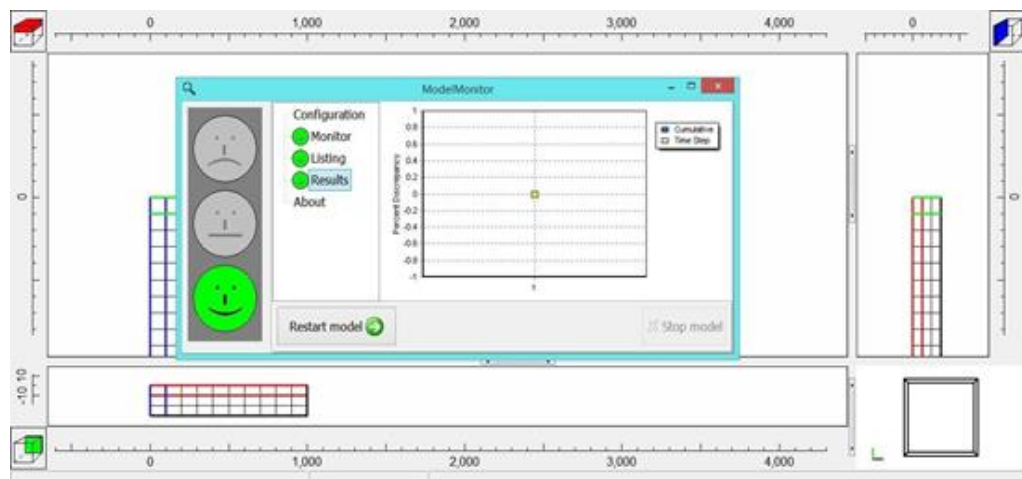 0 1,000 2,000 3,000 4,000 0
ModelMonitor
Configuration
Monitor
Listing
Results
About
Percent Discrepancy
1
0.8
0.6
0.4
0.2
0
-0.2
-0.4
-0.6
-0.8
-1
1
Cumulative
Time Step
Restart model
Stop model
0
0
-10 10
0 1,000 2,000 3,000 4,000